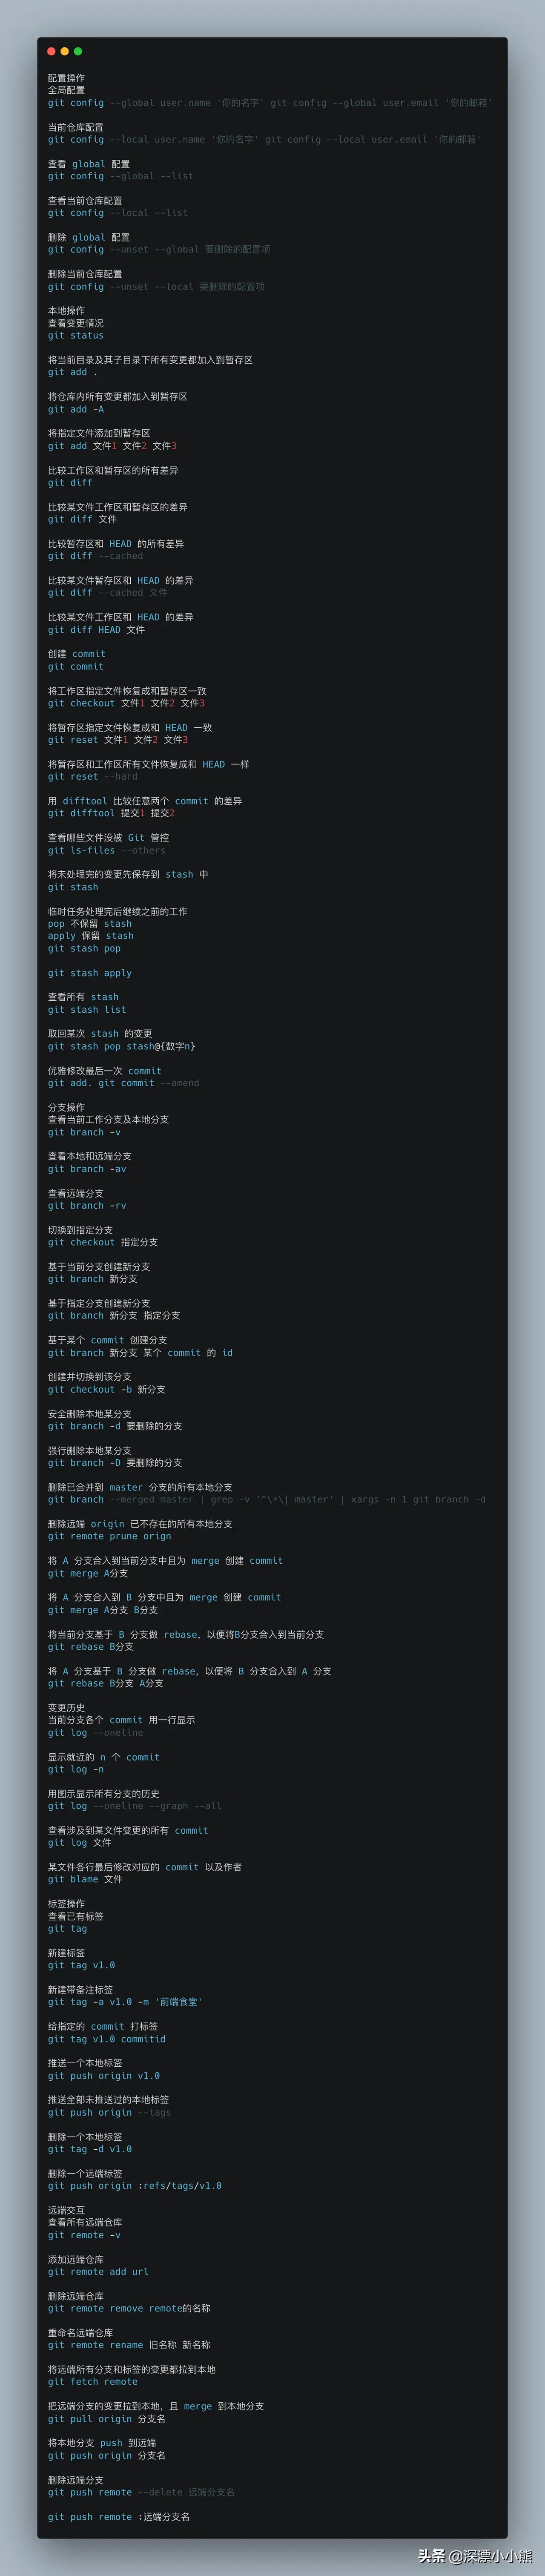 配置操作
全局配置
git config --global user.name '你的名字' git config --global user.email '你的邮箱'
当前仓库配置
git config --local user.name '你的名字' git config --local user.email '你的邮箱'
查看 global 配置
git config --global --list
查看当前仓库配置
git config --local --list
删除 global 配置
git config --unset --global 要删除的配置项
删除当前仓库配置
git config --unset --local 要删除的配置项
本地操作
查看变更情况
git status
将当前目录及其子目录下所有变更都加入到暂存区
git add .
将仓库内所有变更都加入到暂存区
git add -A
将指定文件添加到暂存区
git add 文件1 文件2 文件3
比较工作区和暂存区的所有差异
git diff
比较某文件工作区和暂存区的差异
git diff 文件
比较暂存区和 HEAD 的所有差异
git diff --cached
比较某文件暂存区和 HEAD 的差异
git diff --cached 文件
比较某文件工作区和 HEAD 的差异
git diff HEAD 文件
创建 commit
git commit
将工作区指定文件恢复成和暂存区一致
git checkout 文件1 文件2 文件3
将暂存区指定文件恢复成和 HEAD 一致
git reset 文件1 文件2 文件3
将暂存区和工作区所有文件恢复成和 HEAD 一样
git reset --hard
用 difftool 比较任意两个 commit 的差异
git difftool 提交1 提交2
查看哪些文件没被 Git 管控
git ls-files --others
将未处理完的变更先保存到 stash 中
git stash
临时任务处理完后继续之前的工作
pop 不保留 stash
apply 保留 stash
git stash pop
git stash apply
查看所有 stash
git stash list
取回某次 stash 的变更
git stash pop stash@{数字n}
优雅修改最后一次 commit
git add. git commit --amend
分支操作
查看当前工作分支及本地分支
git branch -v
查看本地和远端分支
git branch -av
查看远端分支
git branch -rv
切换到指定分支
git checkout 指定分支
基于当前分支创建新分支
git branch 新分支
基于指定分支创建新分支
git branch 新分支 指定分支
基于某个 commit 创建分支
git branch 新分支 某个 commit 的 id
创建并切换到该分支
git checkout -b 新分支
安全删除本地某分支
git branch -d 要删除的分支
强行删除本地某分支
git branch -D 要删除的分支
删除已合并到 master 分支的所有本地分支
git branch --merged master | grep -v '^\*\| master' | xargs -n 1 git branch -d
删除远端 origin 已不存在的所有本地分支
git remote prune orign
将 A 分支合入到当前分支中且为 merge 创建 commit
git merge A分支
将 A 分支合入到 B 分支中且为 merge 创建 commit
git merge A分支 B分支
将当前分支基于 B 分支做 rebase，以便将B分支合入到当前分支
git rebase B分支
将 A 分支基于 B 分支做 rebase，以便将 B 分支合入到 A 分支
git rebase B分支 A分支
变更历史
当前分支各个 commit 用一行显示
git log --oneline
显示就近的 n 个 commit
git log -n
用图示显示所有分支的历史
git log --oneline --graph --all
查看涉及到某文件变更的所有 commit
git log 文件
某文件各行最后修改对应的 commit 以及作者
git blame 文件
标签操作
查看已有标签
git tag
新建标签
git tag v1.0
新建带备注标签
git tag -a v1.0 -m '前端食堂'
给指定的 commit 打标签
git tag v1.0 commitid
推送一个本地标签
git push origin v1.0
推送全部未推送过的本地标签
git push origin --tags
删除一个本地标签
git tag -d v1.0
删除一个远端标签
git push origin :refs/tags/v1.0
远端交互
查看所有远端仓库
git remote -v
添加远端仓库
git remote add url
删除远端仓库
git remote remove remote的名称
重命名远端仓库
git remote rename 旧名称 新名称
将远端所有分支和标签的变更都拉到本地
git fetch remote
把远端分支的变更拉到本地，且 merge 到本地分支
git pull origin 分支名
将本地分支 push 到远端
git push origin 分支名
删除远端分支
git push remote --delete 远端分支名
git push remote :远端分支名
头条 @深漂小小熊